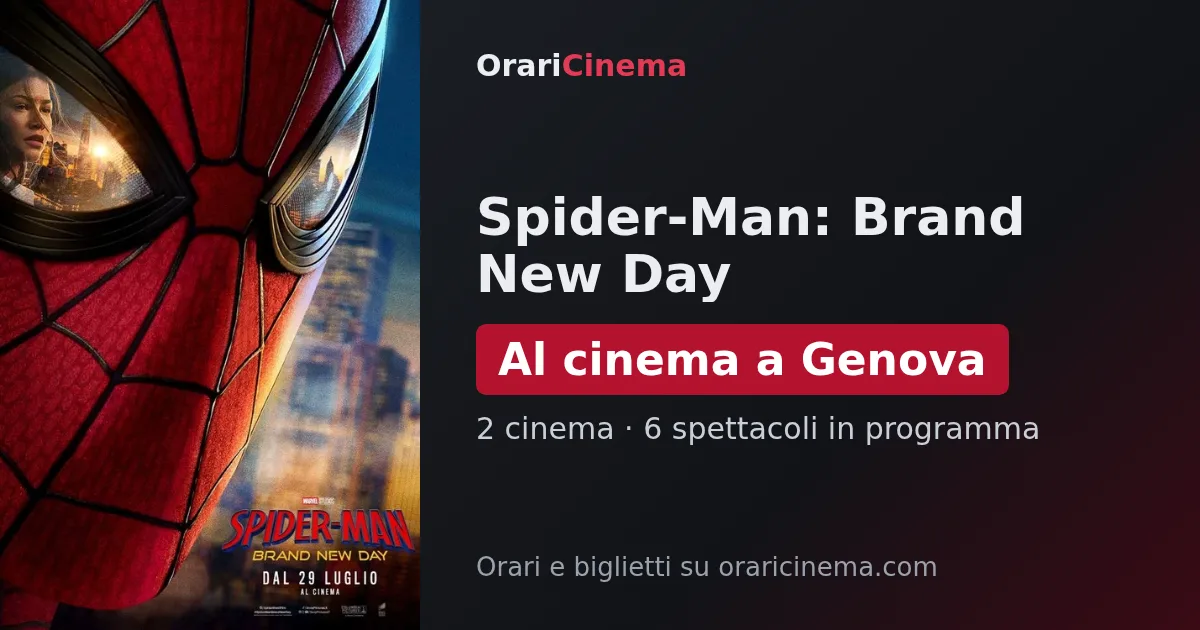 OrariCinema
Spider-Man: Brand
New Day
Al cinema a Genova
2 cinema · 6 spettacoli in programma
Orari e biglietti su oraricinema.com
MARVEL STUDIOS
SPIDER-MAN
BRAND NEW DAY
DAL 29 LUGLIO
AL CINEMA